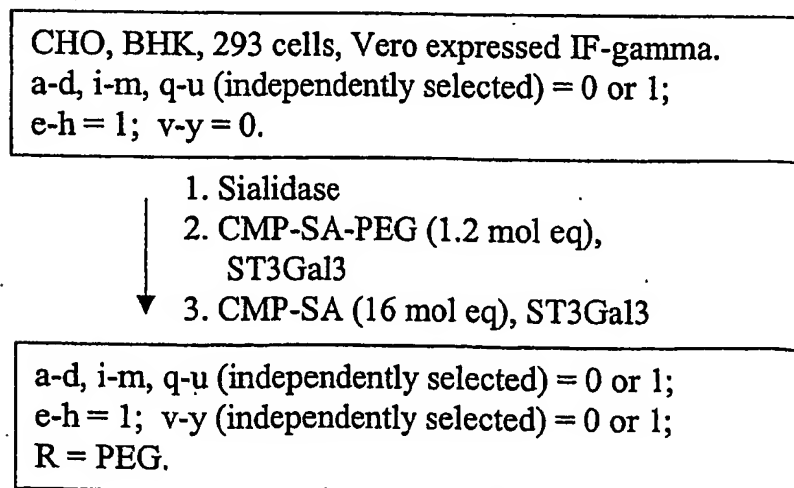 CHO, BHK, 293 cells, Vero expressed IF-gamma.
a-d, i-m, q-u (independently selected) = 0 or 1;
e-h = 1; v-y = 0.
1. Sialidase
2. CMP-SA-PEG (1.2 mol eq),
ST3Gal3
3. CMP-SA (16 mol eq), ST3Gal3
a-d, i-m, q-u (independently selected) = 0 or 1;
e-h = 1; v-y (independently selected) = 0 or 1;
R = PEG.